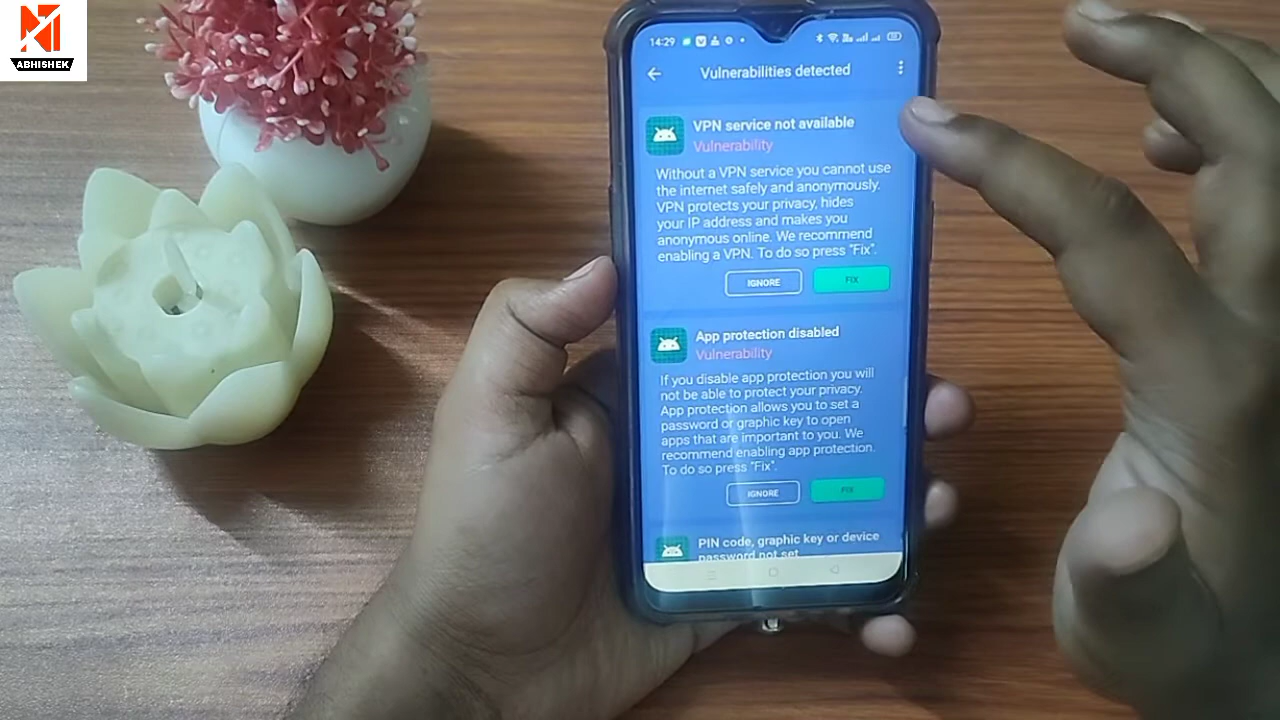 ABHISHEK
14:29
Vulnerabilities detected
VPN service not available
Vulnerability
Without a VPN service you cannot use
the internet safely and anonymously.
VPN protects your privacy, hides
your IP address and makes you
anonymous online. We recommend
enabling a VPN. To do so press "Fix".
IGNORE
FIX
App protection disabled
Vulnerability
If you disable app protection you will
not be able to protect your privacy.
App protection allows you to set a
password or graphic key to open
apps that are important to you. We
recommend enabling app protection.
To do so press "Fix".
IGNORE
FIX
PIN code, graphic key or device
password not set